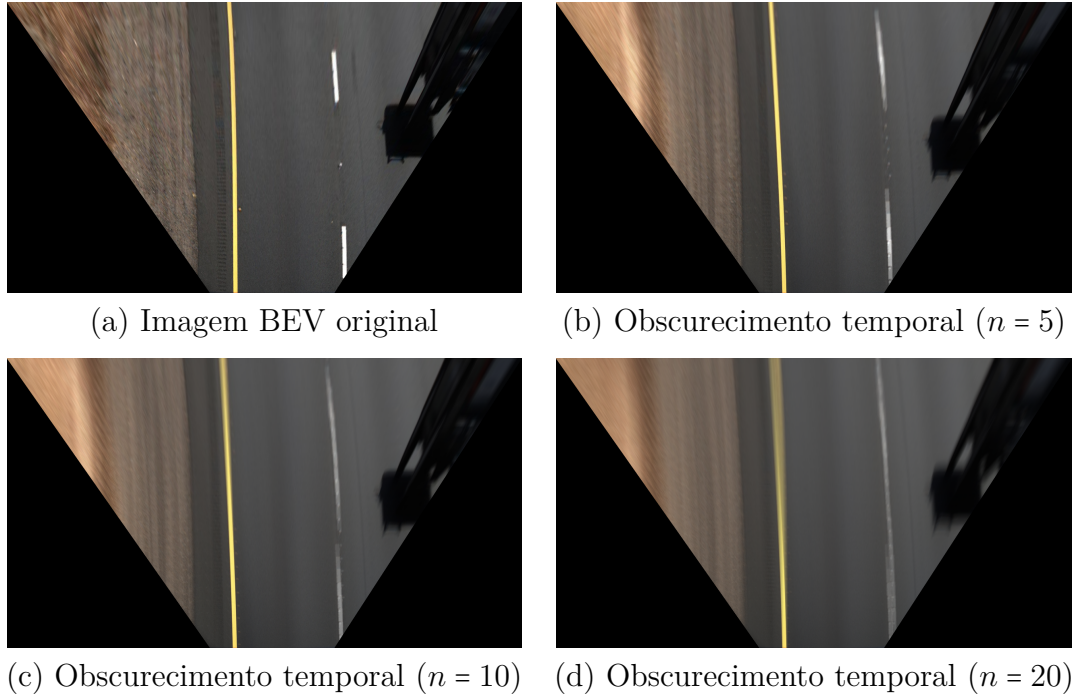 (a) Imagem BEV original
(b) Obscurecimento temporal (n = 5)
(c) Obscurecimento temporal (n = 10)
(d) Obscurecimento temporal (n = 20)